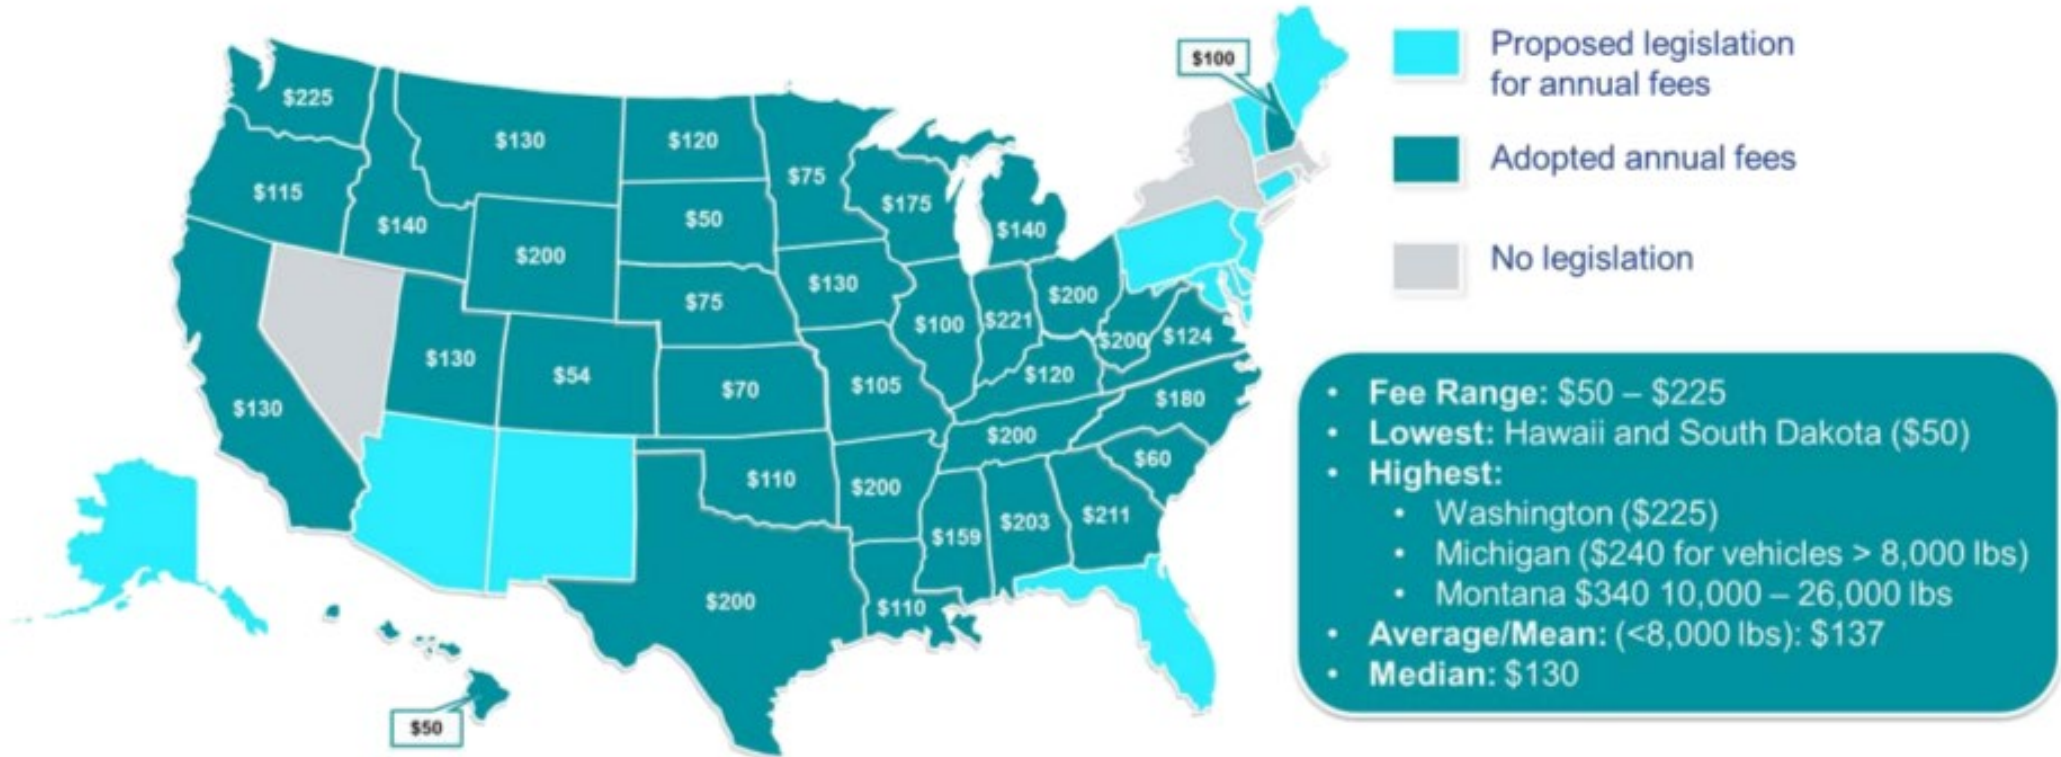 $100
$225
$130
$120
$75
$175
$140
$115
$140
$200
$50
$75
$130
$100
$221
$200
$200
$124
$130
$130
$54
$70
$105
$120
$180
$200
$60
$110
$200
$159
$203
$211
$200
$110
$50
Proposed legislation
for annual fees
Adopted annual fees
No legislation
• Fee Range: $50 – $225
• Lowest: Hawaii and South Dakota ($50)
• Highest:
• Washington ($225)
• Michigan ($240 for vehicles > 8,000 lbs)
• Montana $340 10,000 – 26,000 lbs
• Average/Mean: (<8,000 lbs): $137
• Median: $130